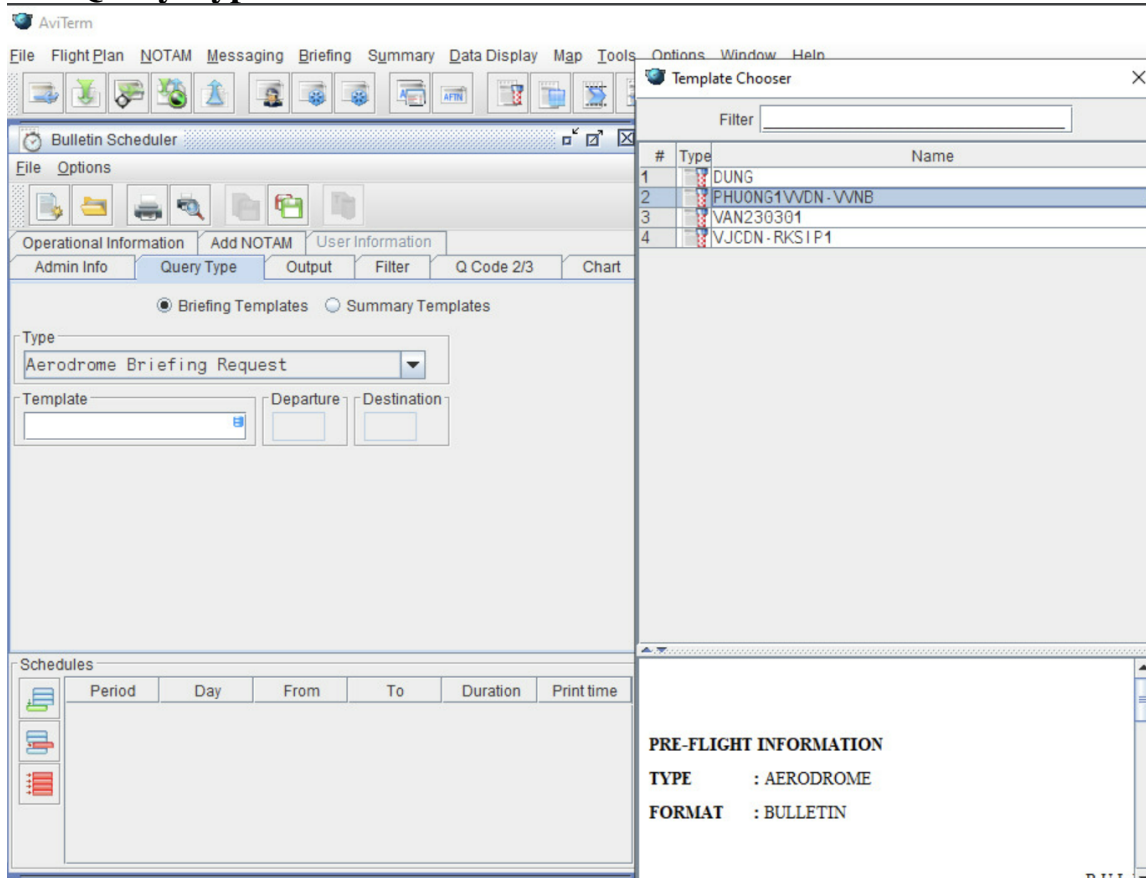 AviTerm
File Flight Plan NOTAM Messaging Briefing Summary Data Display Map Tools Options Window Help
AFTN
Bulletin Scheduler
File Options
Operational Information Add NOTAM User Information
Admin Info Query Type Output Filter Q Code 2/3 Chart
Briefing Templates Summary Templates
Type
Aerodrome Briefing Request
Template Departure Destination
Schedules
Period Day From To Duration Print time
Template Chooser
Filter
# Type Name
1 DUNG
2 PHUONG1VVDN-VVNB
3 VAN230301
4 VJCDN-RKSIP1
PRE-FLIGHT INFORMATION
TYPE : AERODROME
FORMAT : BULLETIN